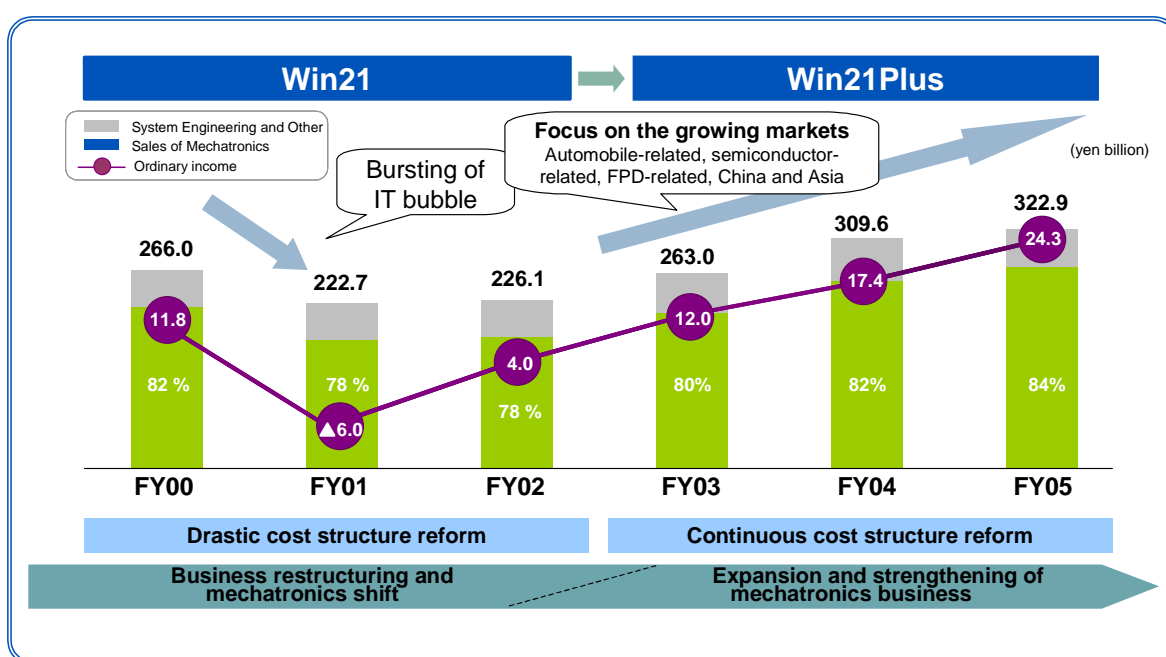 Win21
Win21Plus
System Engineering and Other
Sales of Mechatronics
Ordinary income
Bursting of
IT bubble
Focus on the growing markets
Automobile-related, semiconductor-
related, FPD-related, China and Asia
(yen billion)
266.0
222.7
226.1
263.0
309.6
322.9
11.8
▲6.0
4.0
12.0
17.4
24.3
82 %
78 %
78 %
80%
82%
84%
FY00
FY01
FY02
FY03
FY04
FY05
Drastic cost structure reform
Continuous cost structure reform
Business restructuring and
mechatronics shift
Expansion and strengthening of
mechatronics business